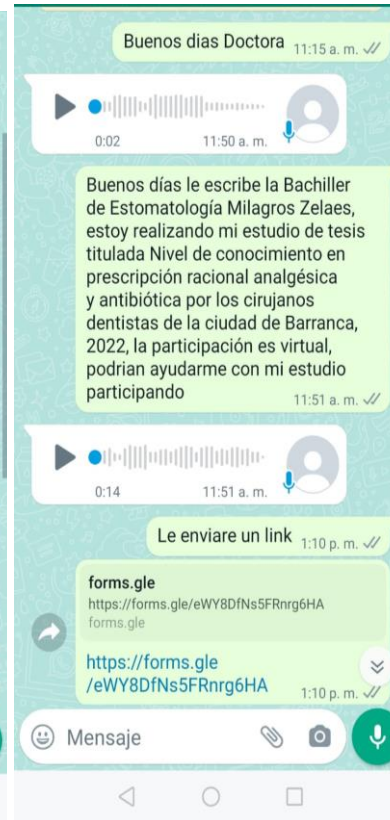 Buenos dias Doctora 11:15 a. m.
0:02 11:50 a. m.
Buenos días le escribe la Bachiller
de Estomatología Milagros Zelaes,
estoy realizando mi estudio de tesis
titulada Nivel de conocimiento en
prescripción racional analgésica
y antibiótica por los cirujanos
dentistas de la ciudad de Barranca,
2022, la participación es virtual,
podrian ayudarme con mi estudio
participando 11:51 a. m.
0:14 11:51 a. m.
Le enviare un link 1:10 p. m.
forms.gle
https://forms.gle/eWY8DfNs5FRnrg6HA
forms.gle
https://forms.gle
/eWY8DfNs5FRnrg6HA 1:10 p. m.
Mensaje